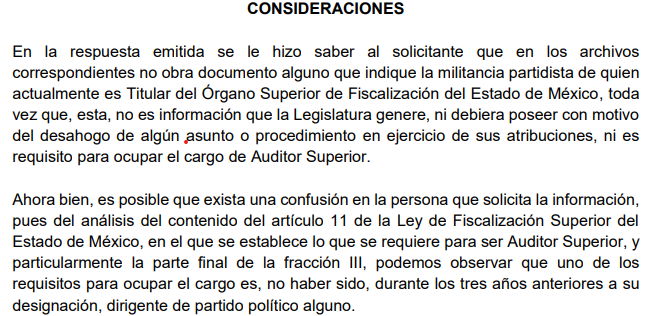 CONSIDERACIONES
En la respuesta emitida se le hizo saber al solicitante que en los archivos
correspondientes no obra documento alguno que indique la militancia partidista de quien
actualmente es Titular del Órgano Superior de Fiscalización del Estado de México, toda
vez que, esta, no es información que la Legislatura genere, ni debiera poseer con motivo
del desahogo de algún asunto o procedimiento en ejercicio de sus atribuciones, ni es
requisito para ocupar el cargo de Auditor Superior.
Ahora bien, es posible que exista una confusión en la persona que solicita la información,
pues del análisis del contenido del artículo 11 de la Ley de Fiscalización Superior del
Estado de México, en el que se establece lo que se requiere para ser Auditor Superior, y
particularmente la parte final de la fracción III, podemos observar que uno de los
requisitos para ocupar el cargo es, no haber sido, durante los tres años anteriores a su
designación, dirigente de partido político alguno.